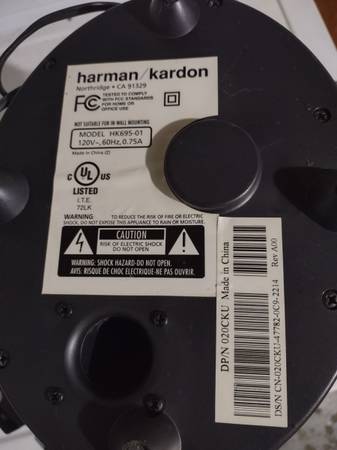 harman/kardon
Northridge • CA 91329
FC
TESTED TO COMPLY
WITH FCC STANDARDS
FOR HOME OR
OFFICE USE
NOT SUITABLE FOR IN-WALL MOUNTING
MODEL HK695-01
120V~, 60Hz, 0.75A
Made in China
C UL US
LISTED
I.T.E.
72LK
WARNING: TO REDUCE THE RISK OF FIRE OR ELECTRIC
SHOCK, DO NOT EXPOSE THIS APPLIANCE TO RAIN OR MOISTURE.
CAUTION
RISK OF ELECTRIC SHOCK
DO NOT OPEN
WARNING: SHOCK HAZARD-DO NOT OPEN.
AVIS: RISQUE DE CHOC ELECTRIQUE-NE PAS OUVRIR.
DP/N 020CKU Made in China
DS/N CN-020CKU-47782-0C9-2214 Rev A00